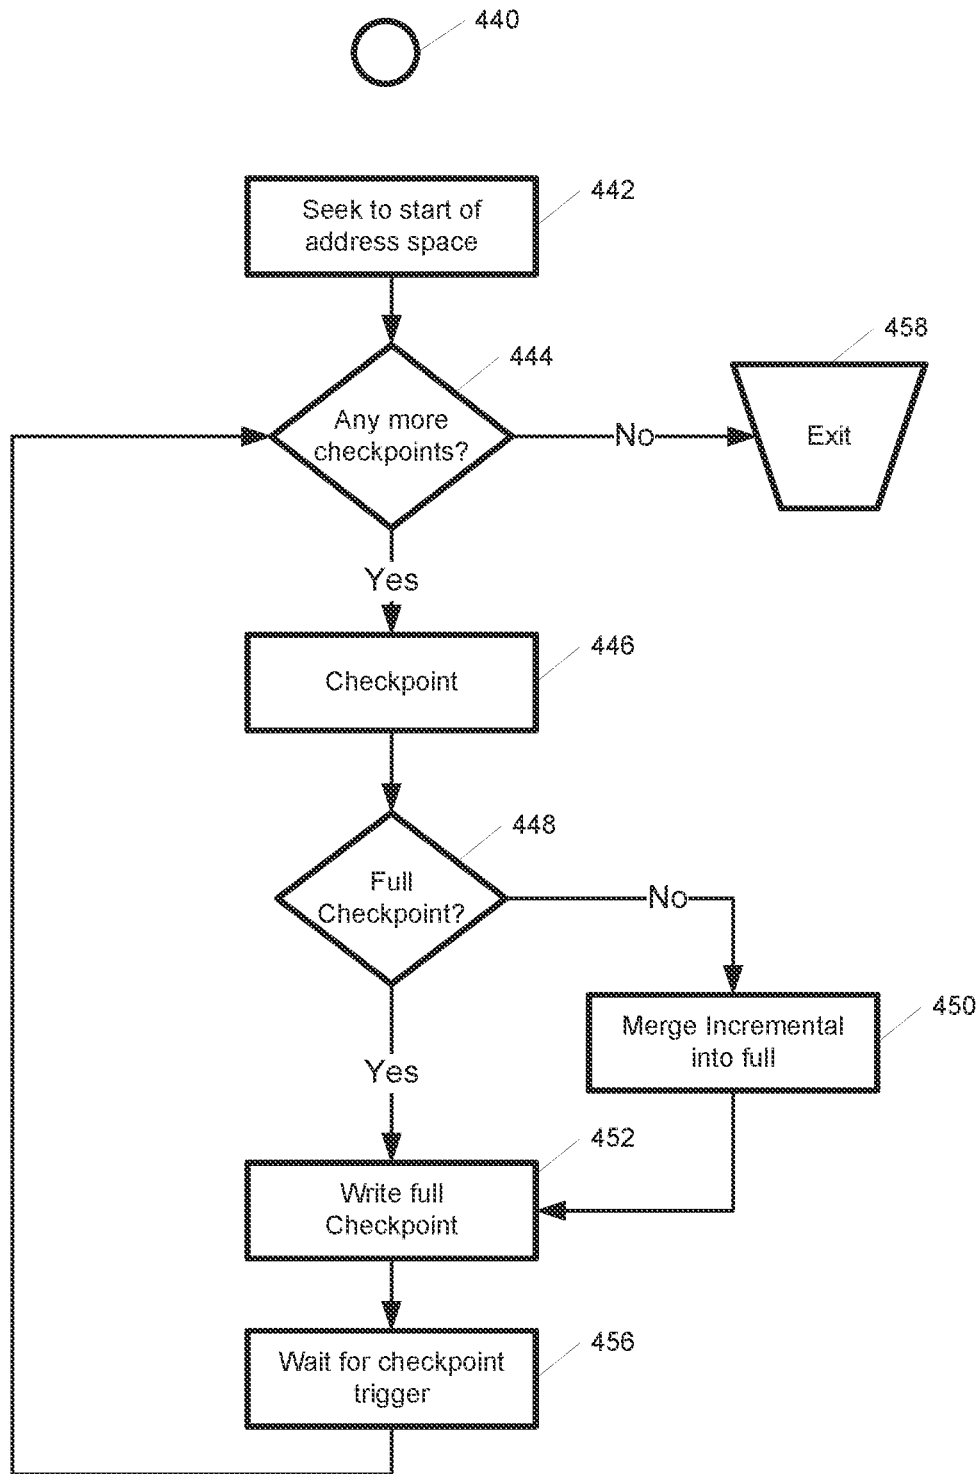 440
Seek to start of
address space
442
458
444
Any more
checkpoints?
No
Exit
Yes
446
Checkpoint
448
Full
Checkpoint?
No
450
Merge Incremental
into full
Yes
452
Write full
Checkpoint
456
Wait for checkpoint
trigger